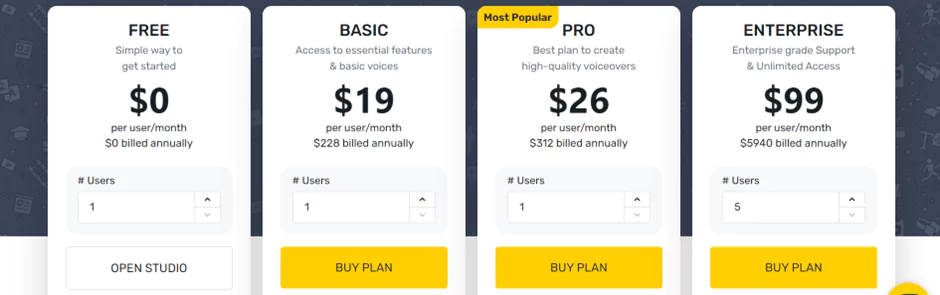 FREE
Simple way to
get started
$0
per user/month
$0 billed annually
# Users
1
OPEN STUDIO
BASIC
Access to essential features
& basic voices
$19
per user/month
$228 billed annually
# Users
1
BUY PLAN
Most Popular
PRO
Best plan to create
high-quality voiceovers
$26
per user/month
$312 billed annually
# Users
1
BUY PLAN
ENTERPRISE
Enterprise grade Support
& Unlimited Access
$99
per user/month
$5940 billed annually
# Users
5
BUY PLAN